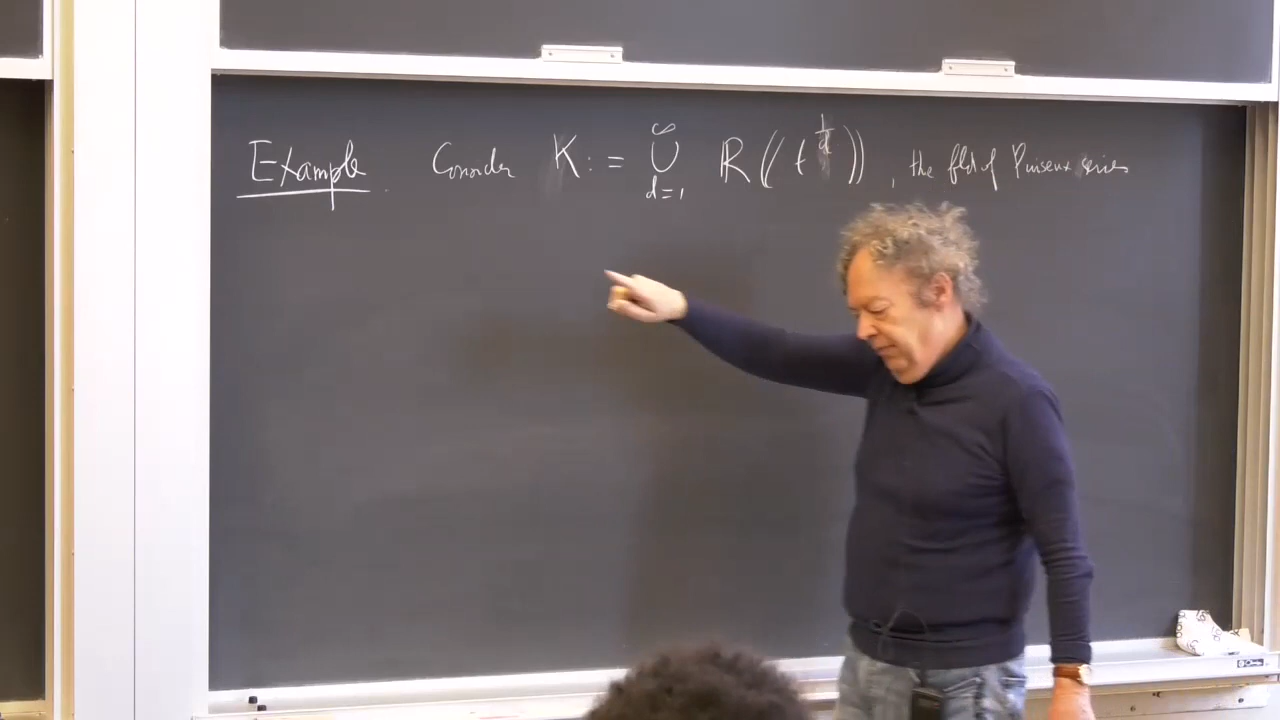 Example. Consider K := ∞ ∪ d=1 R((t^{1/d})), the field of Puiseux series